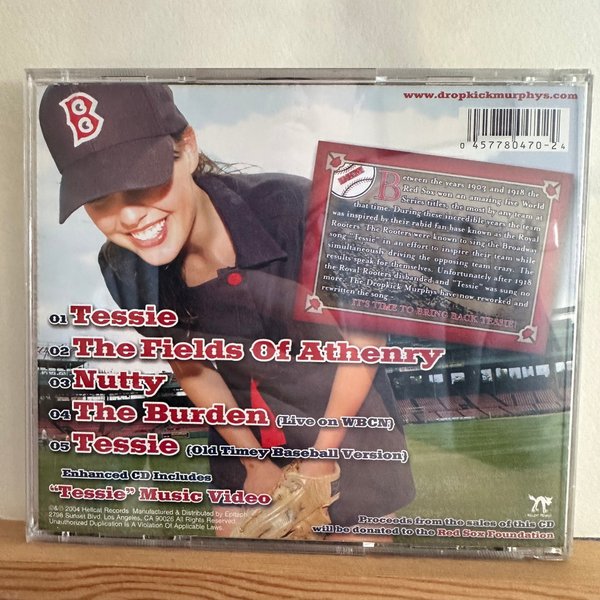 B
www.dropkickmurphys.com
0 45778 0470-2 4
Between the years 1903 and 1918 the
Red Sox won an amazing five World
Series titles, the most by any team at
that time. During these incredible years the team
was inspired by their rabid fan base known as the Royal
Rooters. The Rooters were known to sing the Broadway
song "Tessie" in an effort to inspire their team while
simultaneously driving the opposing team crazy. The
results speak for themselves. Unfortunately after 1918
the Royal Rooters disbanded and "Tessie" was sung no
more. The Dropkick Murphys have now reworked and
rewritten the song...
IT'S TIME TO BRING BACK TESSIE!
01 Tessie
02 The Fields Of Athenry
03 Nutty
04 The Burden (Live on WBCN)
05 Tessie (Old Timey Baseball Version)
Enhanced CD Includes
"Tessie" Music Video
©&℗ 2004 Hellcat Records Manufactured & Distributed by Epitaph
2798 Sunset Blvd. Los Angeles, CA 90026 All Rights Reserved
Unauthorized Duplication Is A Violation Of Applicable Laws.
Proceeds from the sales of this CD
will be donated to the Red Sox Foundation